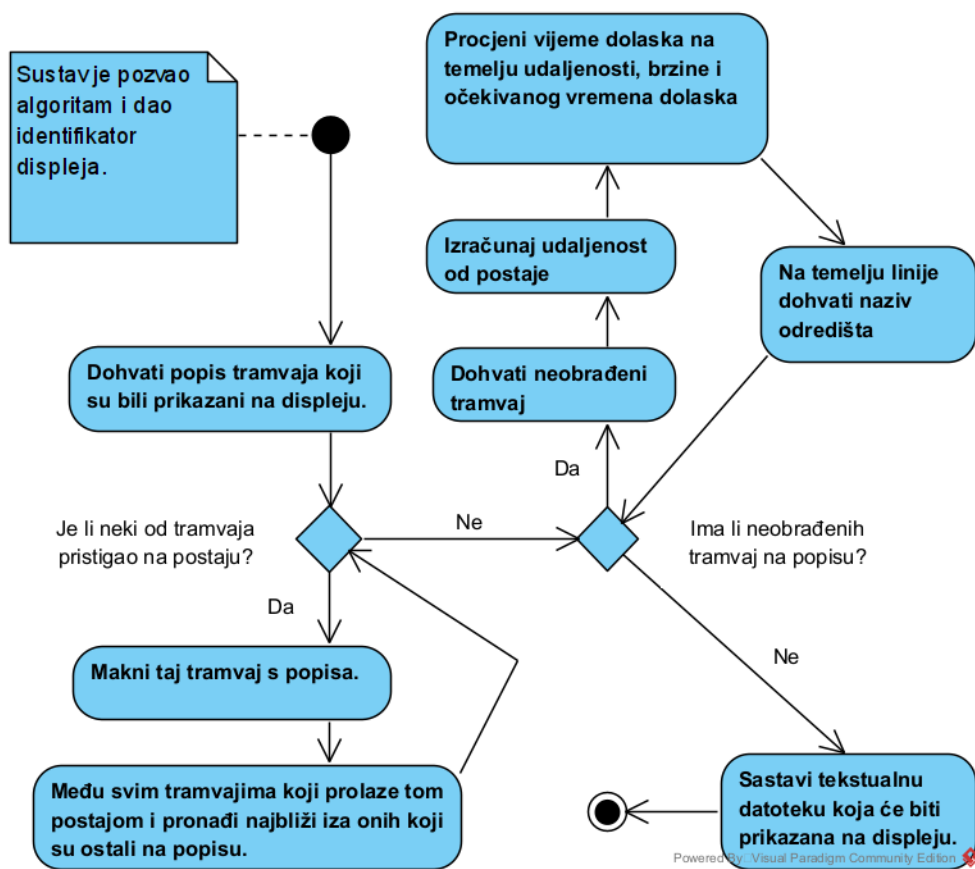 Sustav je pozvao
algoritam i dao
identifikator
displeja.
Dohvati popis tramvaja koji
su bili prikazani na displeju.
Je li neki od tramvaja
pristigao na postaju?
Da
Ne
Makni taj tramvaj s popisa.
Među svim tramvajima koji prolaze tom
postajom i pronađi najbliži iza onih koji
su ostali na popisu.
Ima li neobrađenih
tramvaj na popisu?
Da
Dohvati neobrađeni
tramvaj
Izračunaj udaljenost
od postaje
Procjeni vijeme dolaska na
temelju udaljenosti, brzine i
očekivanog vremena dolaska
Na temelju linije
dohvati naziv
odredišta
Ne
Sastavi tekstualnu
datoteku koja će biti
prikazana na displeju.
Powered By Visual Paradigm Community Edition